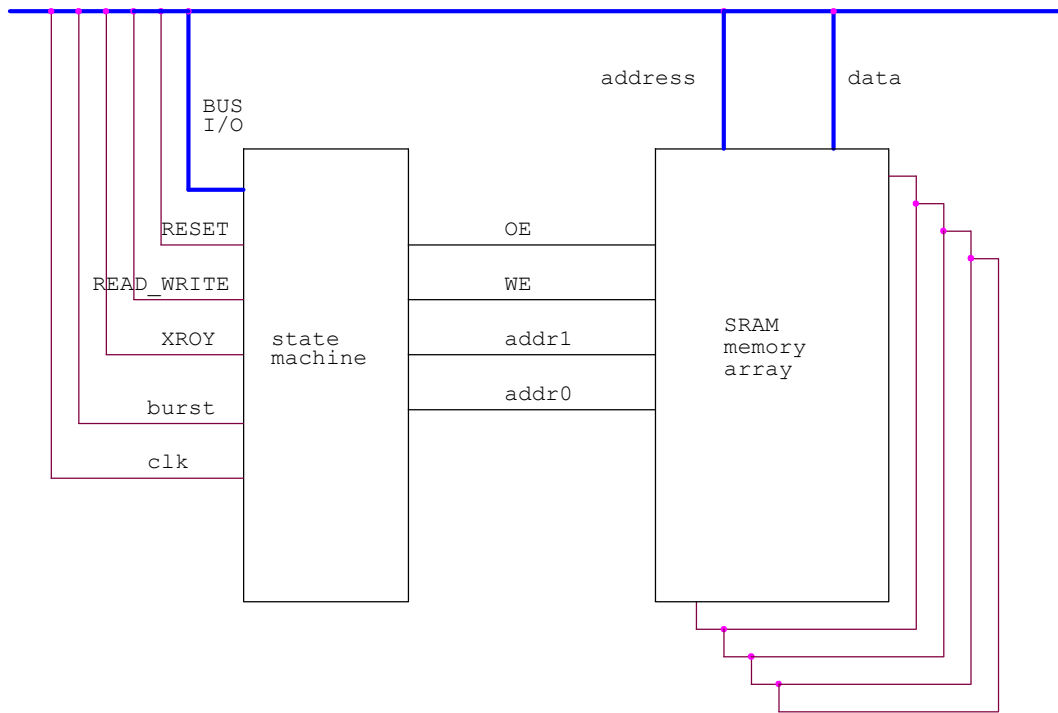 address
data
BUS
I/O
RESET
OE
READ_WRITE
WE
XROY
state
machine
addr1
SRAM
memory
array
burst
addr0
clk